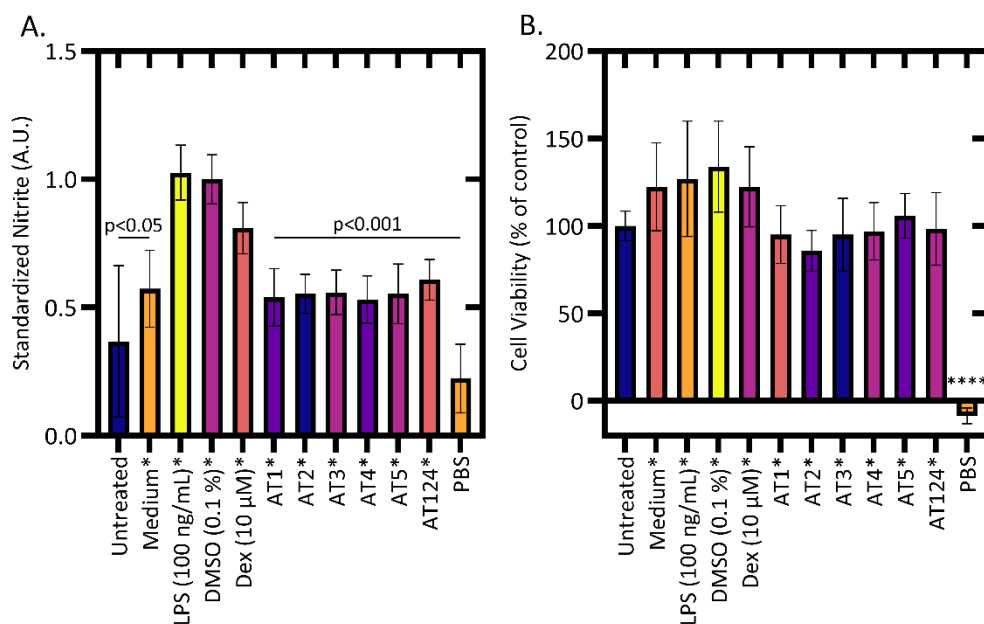 A.
Standardized Nitrite (A.U.)
1.5
1.0
0.5
0.0
p<0.05
p<0.001
Untreated
Medium*
LPS (100 ng/mL)*
DMSO (0.1 %)*
Dex (10 µM)*
AT1*
AT2*
AT3*
AT4*
AT5*
AT124*
PBS
B.
Cell Viability (% of control)
200
150
100
50
0
****
Untreated
Medium*
LPS (100 ng/mL)*
DMSO (0.1 %)*
Dex (10 µM)*
AT1*
AT2*
AT3*
AT4*
AT5*
AT124*
PBS